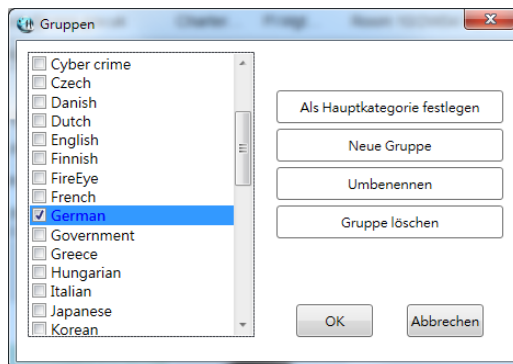 Gruppen
Cyber crime
Czech
Danish
Dutch
English
Finnish
FireEye
French
German
Government
Greece
Hungarian
Italian
Japanese
Korean
Als Hauptkategorie festlegen
Neue Gruppe
Umbenennen
Gruppe löschen
OK
Abbrechen